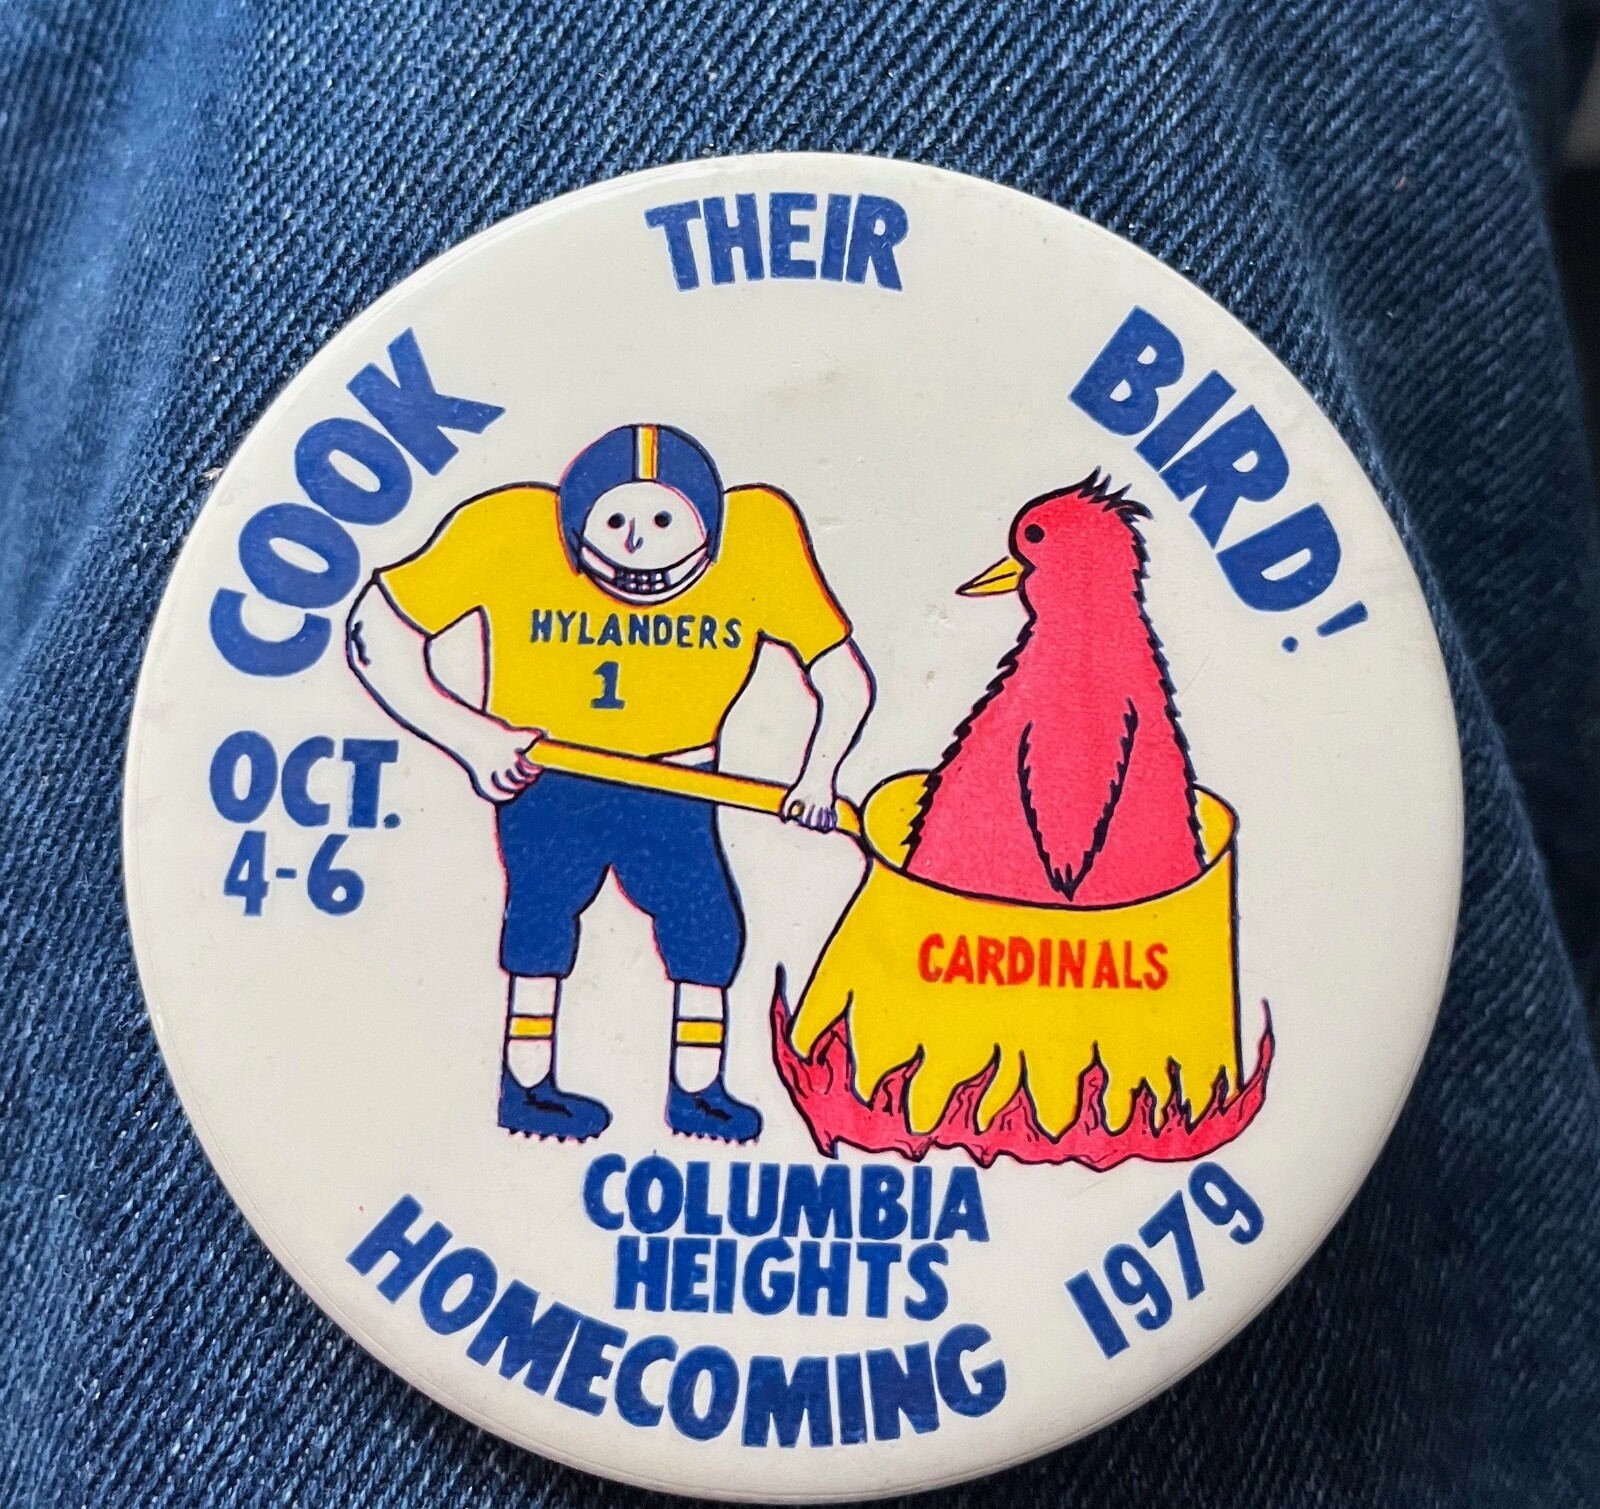 COOK THEIR BIRD!
HYLANDERS
1
OCT.
4-6
CARDINALS
COLUMBIA
HEIGHTS
HOMECOMING 1979